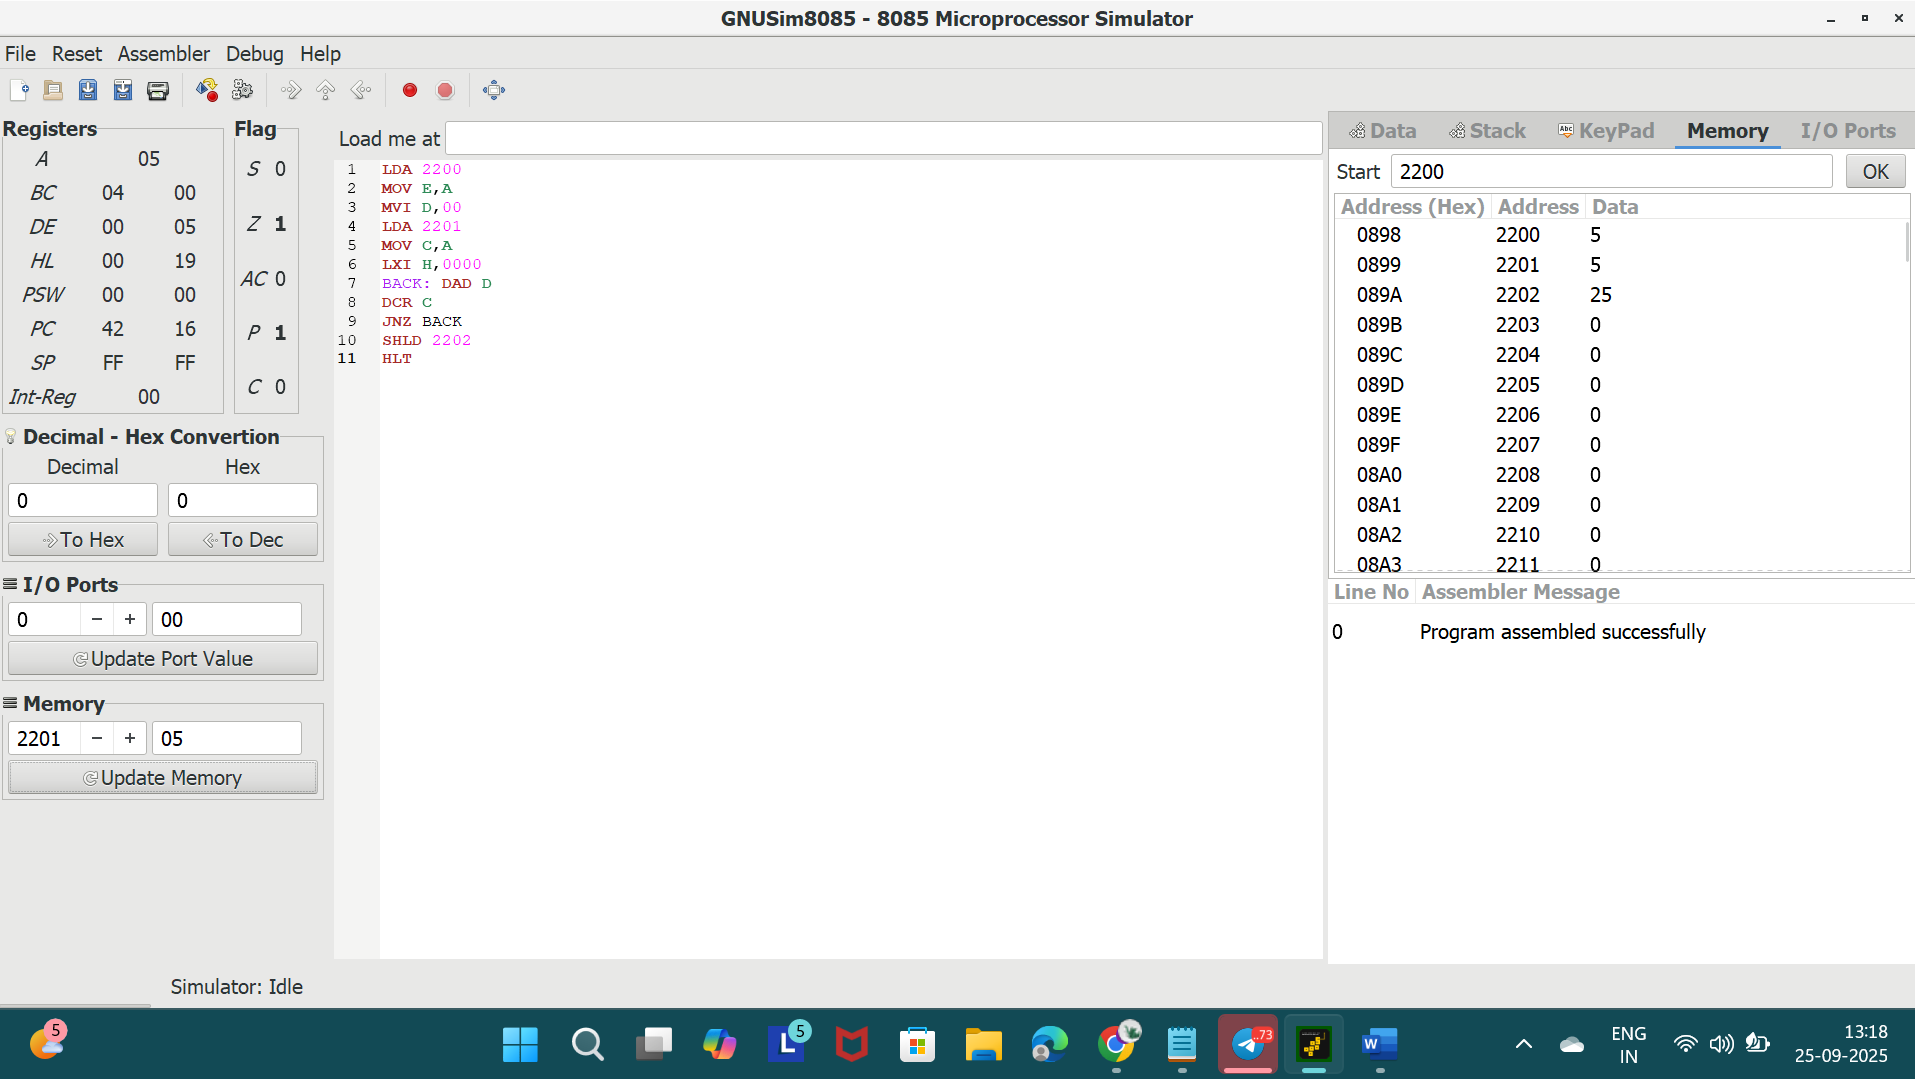 GNUSim8085 - 8085 Microprocessor Simulator
File Reset Assembler Debug Help
Registers
A 05
BC 04 00
DE 00 05
HL 00 19
PSW 00 00
PC 42 16
SP FF FF
Int-Reg 00
Flag
S 0
Z 1
AC 0
P 1
C 0
Decimal - Hex Convertion
Decimal Hex
0 0
To Hex To Dec
I/O Ports
0 − + 00
Update Port Value
Memory
2201 − + 05
Update Memory
Load me at
1 LDA 2200
2 MOV E,A
3 MVI D,00
4 LDA 2201
5 MOV C,A
6 LXI H,0000
7 BACK: DAD D
8 DCR C
9 JNZ BACK
10 SHLD 2202
11 HLT
Data Stack Abc KeyPad Memory I/O Ports
Start 2200 OK
Address (Hex) Address Data
0898 2200 5
0899 2201 5
089A 2202 25
089B 2203 0
089C 2204 0
089D 2205 0
089E 2206 0
089F 2207 0
08A0 2208 0
08A1 2209 0
08A2 2210 0
08A3 2211 0
Line No Assembler Message
0 Program assembled successfully
Simulator: Idle
5
L 5
..73
W
ENG
IN
13:18
25-09-2025